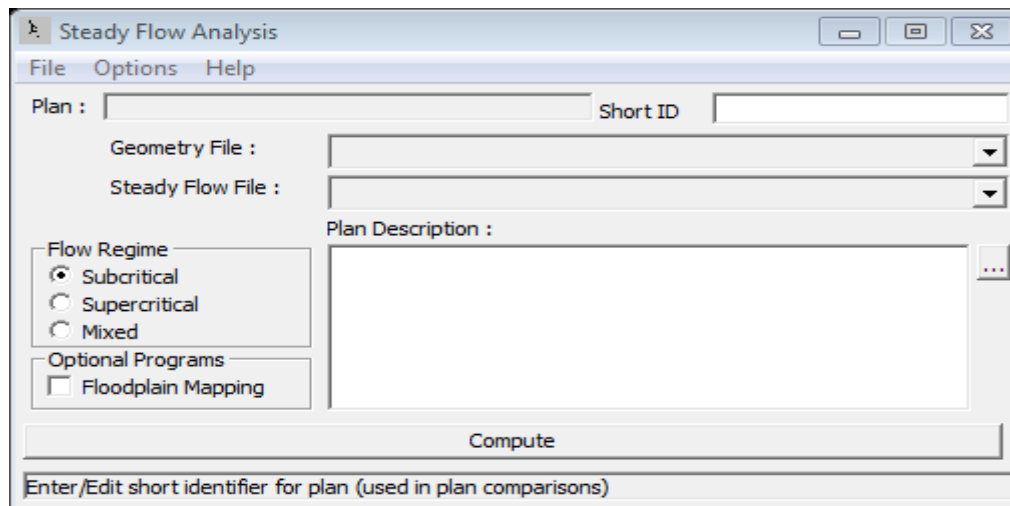 Steady Flow Analysis
File Options Help
Plan : Short ID
Geometry File :
Steady Flow File :
Plan Description :
Flow Regime
Subcritical
Supercritical
Mixed
Optional Programs
Floodplain Mapping
...
Compute
Enter/Edit short identifier for plan (used in plan comparisons)